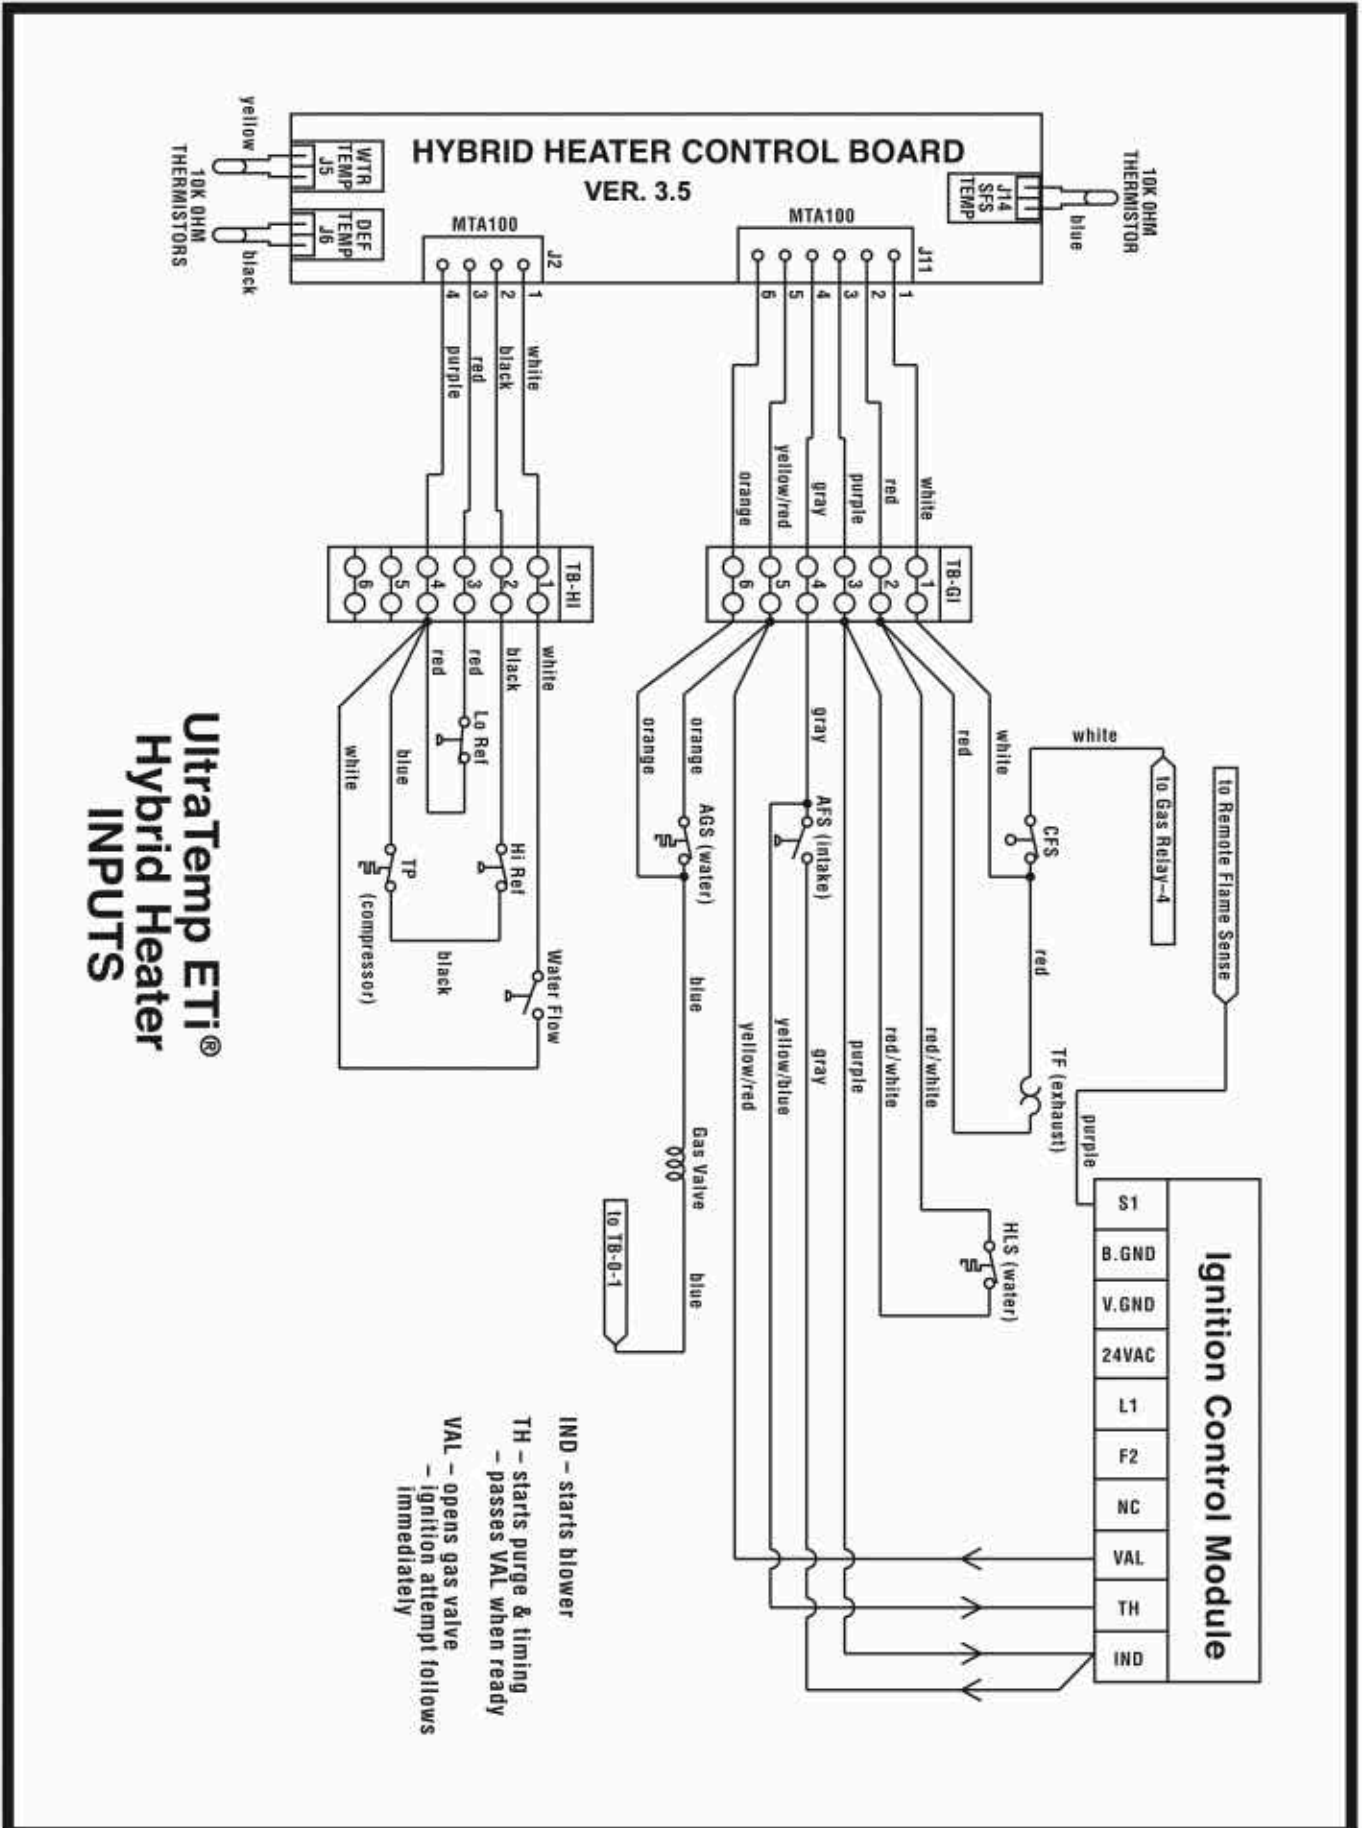 HYBRID HEATER CONTROL BOARD
VER. 3.5
10K OHM
THERMISTOR
blue
J14
SFS
TEMP
WTR
TEMP
J5
DEF
TEMP
J6
yellow
black
10K OHM
THERMISTORS
MTA100
J2
1
2
3
4
white
black
red
purple
MTA100
J11
1
2
3
4
5
6
white
red
purple
gray
yellow/red
orange
TB-GI
1
2
3
4
5
6
TB-HI
1
2
3
4
5
6
white
black
red
red
Lo Ref
blue
white
Hi Ref
TP
(compressor)
black
Water Flow
orange
orange
gray
red
white
white
to Gas Relay-4
to Remote Flame Sense
CFS
AFS (intake)
AGS (water)
red
TF (exhaust)
purple
red/white
red/white
purple
gray
yellow/blue
yellow/red
blue
Gas Valve
blue
to TB-0-1
HLS (water)
Ignition Control Module
S1
B.GND
V.GND
24VAC
L1
F2
NC
VAL
TH
IND
IND – starts blower
TH – starts purge & timing
– passes VAL when ready
VAL – opens gas valve
– ignition attempt follows
immediately
UltraTemp ETi®
Hybrid Heater
INPUTS